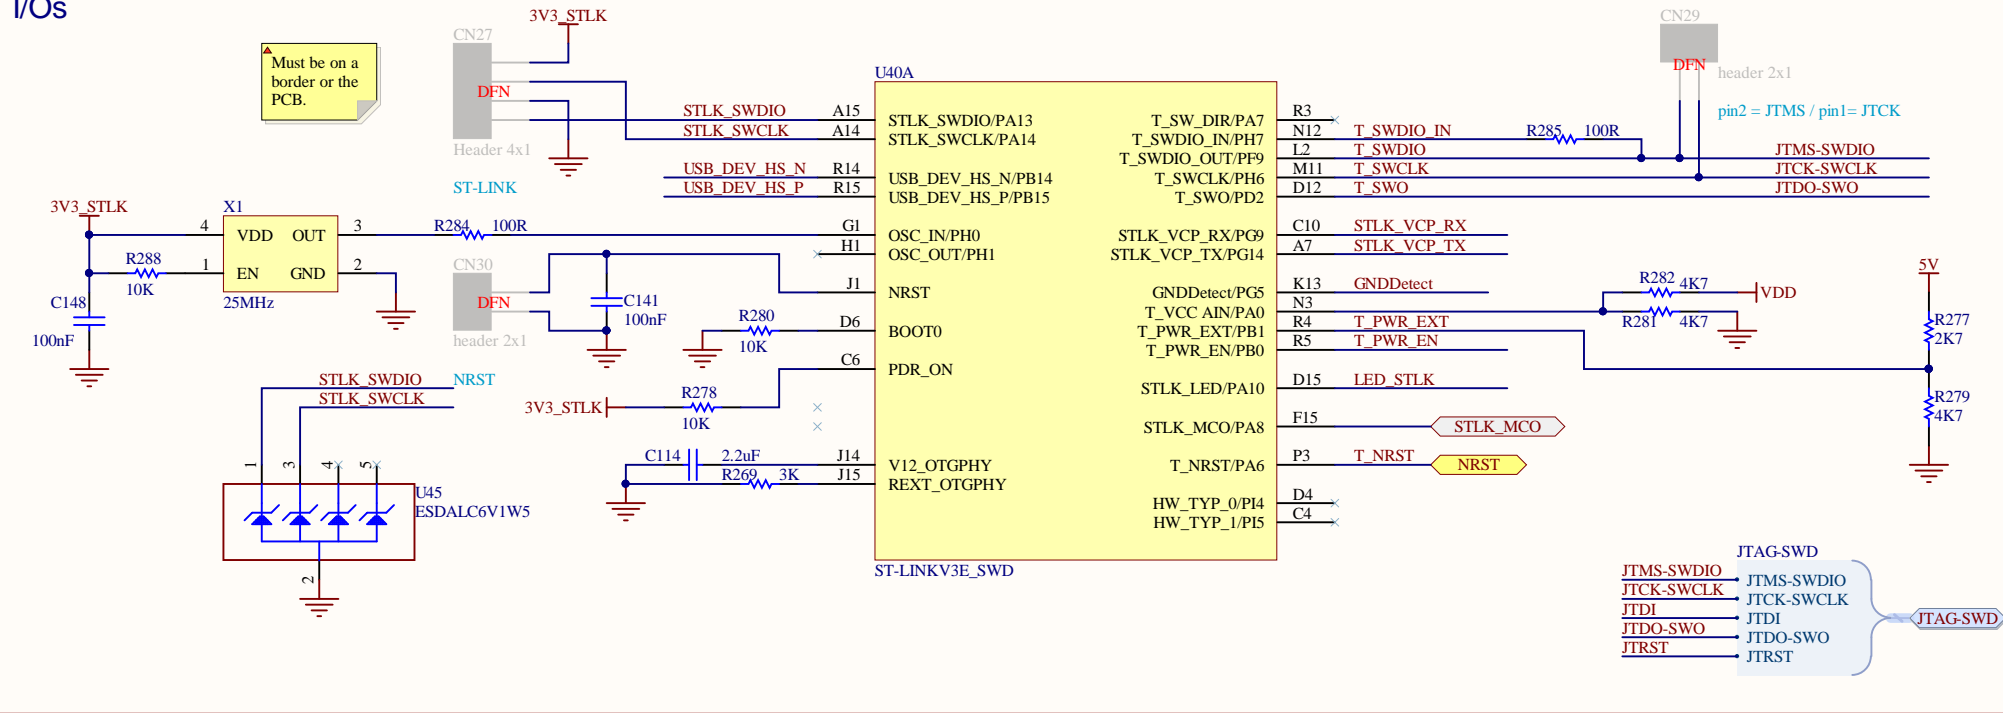 I/Os
Must be on a
border or the
PCB.
CN27
DFN
Header 4x1
ST-LINK
3V3_STLK
STLK_SWDIO
STLK_SWCLK
USB_DEV_HS_N
USB_DEV_HS_P
A15
A14
R14
R15
3V3_STLK
X1
4 VDD OUT 3
1 EN GND 2
25MHz
R288
10K
C148
100nF
R284 100R
G1
H1
CN30
DFN
header 2x1
NRST
C141
100nF
J1
R280
10K
D6
C6
3V3_STLK
R278
10K
C114 2.2uF
R269 3K
J14
J15
STLK_SWDIO
STLK_SWCLK
1 3 4 5
U45
ESDALC6V1W5
2
U40A
STLK_SWDIO/PA13
STLK_SWCLK/PA14
USB_DEV_HS_N/PB14
USB_DEV_HS_P/PB15
OSC_IN/PH0
OSC_OUT/PH1
NRST
BOOT0
PDR_ON
V12_OTGPHY
REXT_OTGPHY
T_SW_DIR/PA7
T_SWDIO_IN/PH7
T_SWDIO_OUT/PF9
T_SWCLK/PH6
T_SWO/PD2
STLK_VCP_RX/PG9
STLK_VCP_TX/PG14
GNDDetect/PG5
T_VCC AIN/PA0
T_PWR_EXT/PB1
T_PWR_EN/PB0
STLK_LED/PA10
STLK_MCO/PA8
T_NRST/PA6
HW_TYP_0/PI4
HW_TYP_1/PI5
ST-LINKV3E_SWD
R3
N12 T_SWDIO_IN
L2 T_SWDIO
M11 T_SWCLK
D12 T_SWO
C10 STLK_VCP_RX
A7 STLK_VCP_TX
K13 GNDDetect
N3
R4 T_PWR_EXT
R5 T_PWR_EN
D15 LED_STLK
F15 STLK_MCO
P3 T_NRST NRST
D4
C4
R285 100R
CN29
DFN
header 2x1
pin2 = JTMS / pin1= JTCK
JTMS-SWDIO
JTCK-SWCLK
JTDO-SWO
R282 4K7
VDD
R281 4K7
5V
R277
2K7
R279
4K7
JTAG-SWD
JTMS-SWDIO JTMS-SWDIO
JTCK-SWCLK JTCK-SWCLK
JTDI JTDI
JTDO-SWO JTDO-SWO
JTRST JTRST
JTAG-SWD